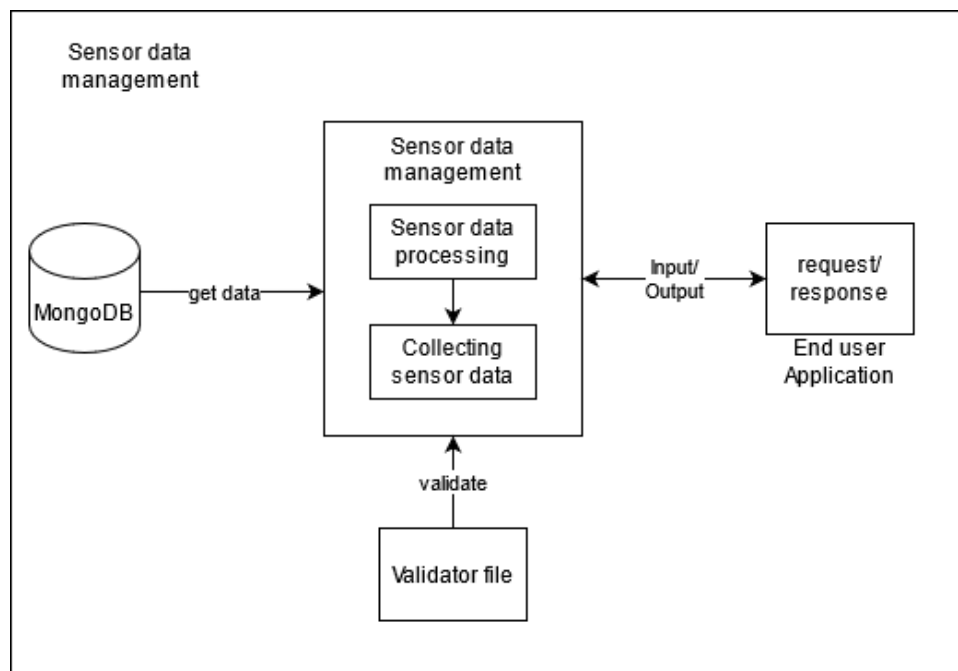 Sensor data
management
Sensor data
management
Sensor data
processing
Collecting
sensor data
MongoDB
get data
Input/
Output
request/
response
End user
Application
validate
Validator file